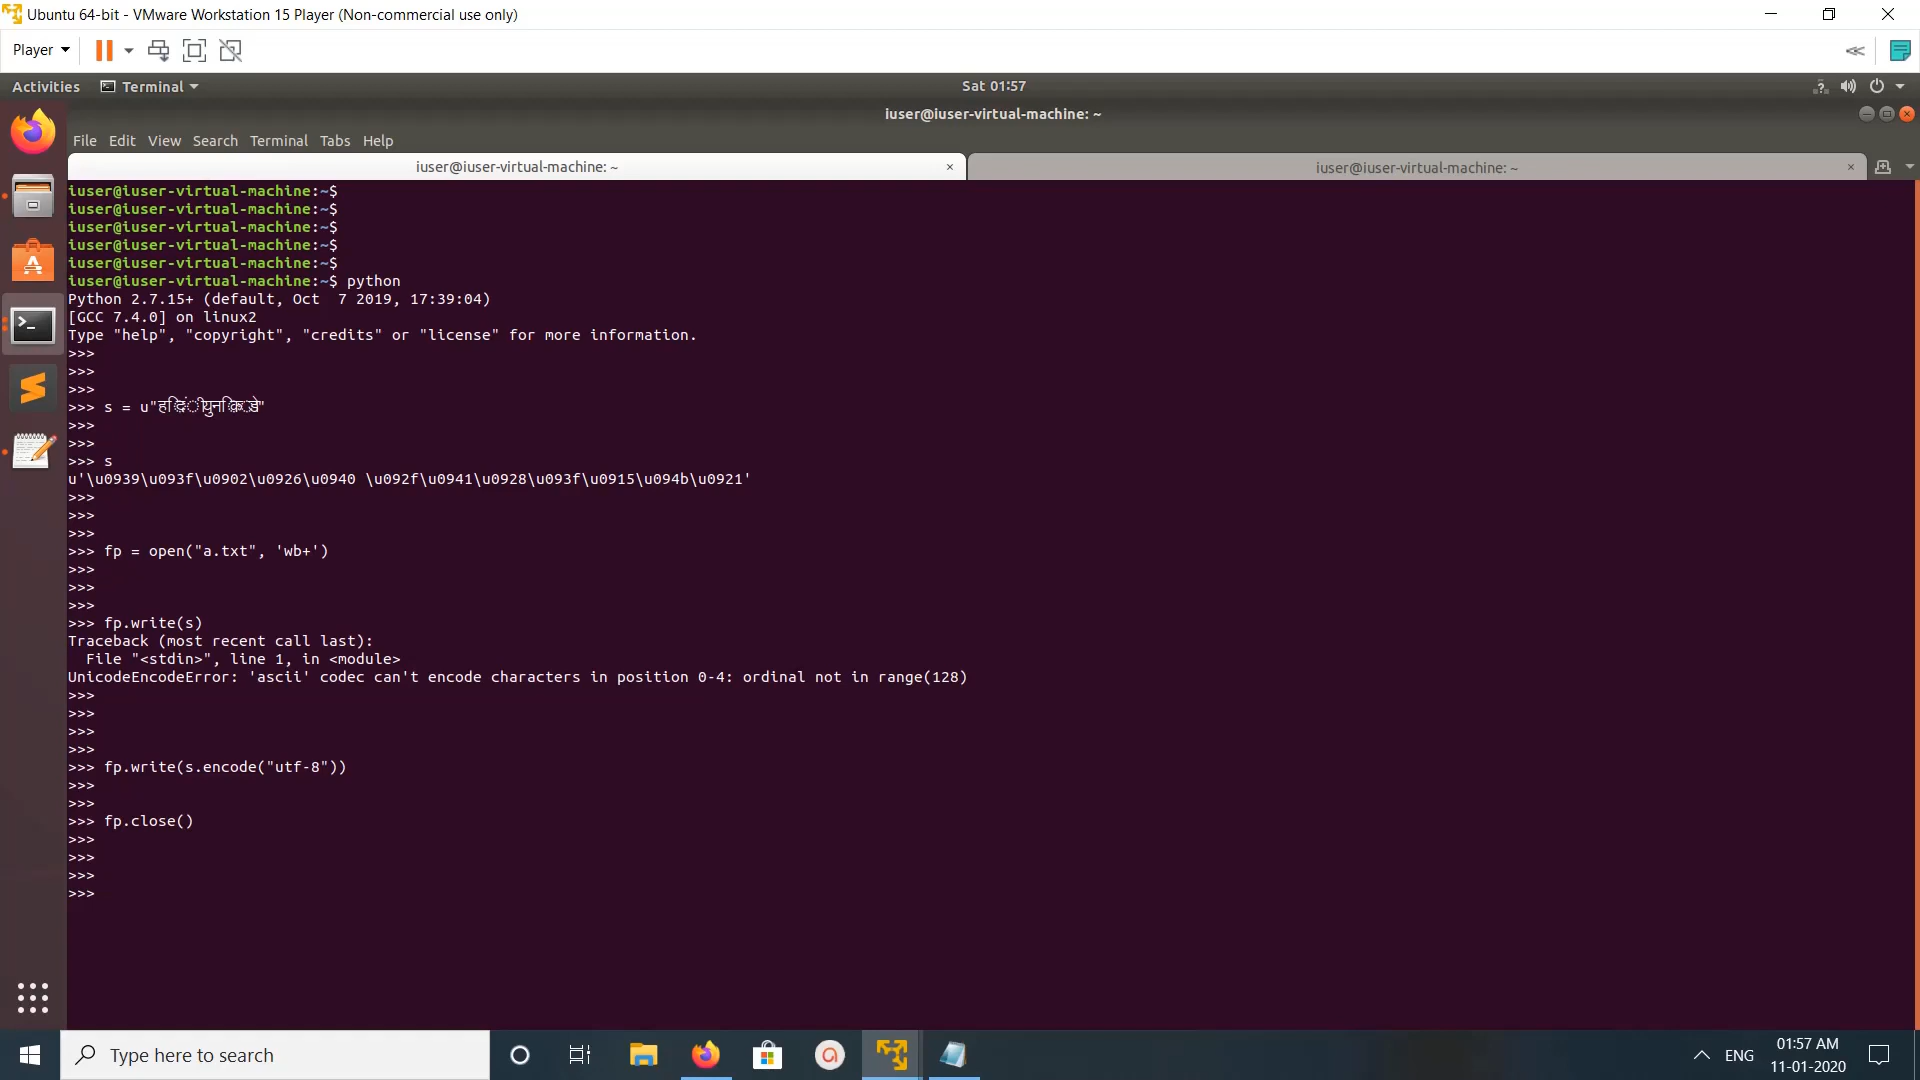 Ubuntu 64-bit - VMware Workstation 15 Player (Non-commercial use only)
Player
Activities Terminal Sat 01:57
iuser@iuser-virtual-machine: ~
File Edit View Search Terminal Tabs Help
iuser@iuser-virtual-machine: ~ iuser@iuser-virtual-machine: ~
iuser@iuser-virtual-machine:~$
iuser@iuser-virtual-machine:~$
iuser@iuser-virtual-machine:~$
iuser@iuser-virtual-machine:~$
iuser@iuser-virtual-machine:~$
iuser@iuser-virtual-machine:~$ python
Python 2.7.15+ (default, Oct  7 2019, 17:39:04)
[GCC 7.4.0] on linux2
Type "help", "copyright", "credits" or "license" for more information.
>>>
>>>
>>>
>>> s = u"हिंदी युनिकोड"
>>>
>>>
>>> s
u'\u0939\u093f\u0902\u0926\u0940 \u092f\u0941\u0928\u093f\u0915\u094b\u0921'
>>>
>>>
>>>
>>> fp = open("a.txt", 'wb+')
>>>
>>>
>>>
>>> fp.write(s)
Traceback (most recent call last):
  File "<stdin>", line 1, in <module>
UnicodeEncodeError: 'ascii' codec can't encode characters in position 0-4: ordinal not in range(128)
>>>
>>>
>>>
>>>
>>> fp.write(s.encode("utf-8"))
>>>
>>>
>>> fp.close()
>>>
>>>
>>>
>>>
Type here to search
ENG
01:57 AM
11-01-2020